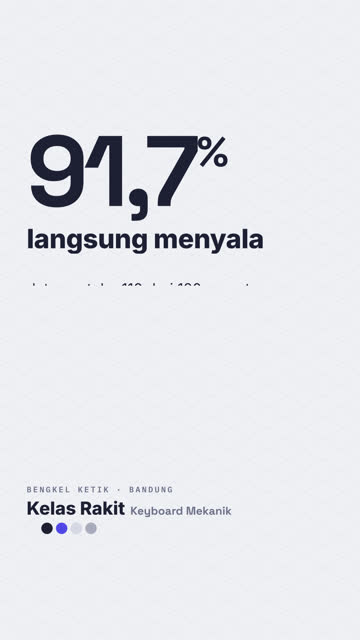 91,7%
langsung menyala
BENGKEL KETIK · BANDUNG
Kelas Rakit Keyboard Mekanik